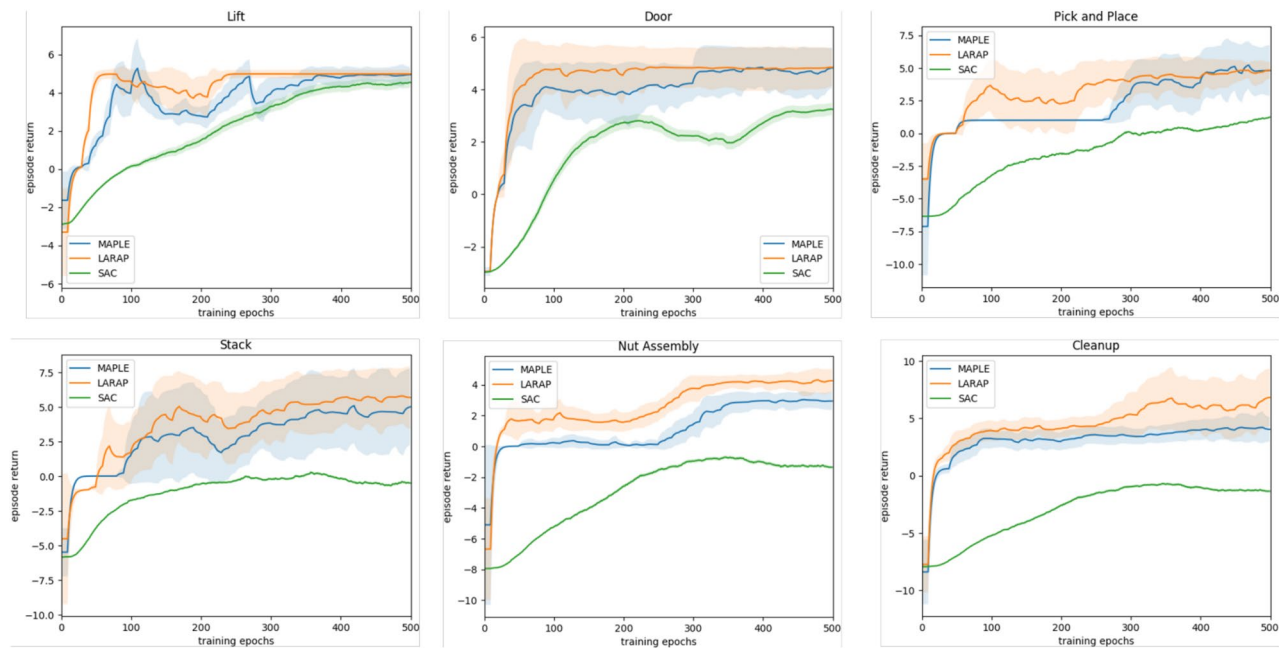 Lift
6
4
2
0
−2
−4
−6
episode return
MAPLE
LARAP
SAC
0 100 200 300 400 500
training epochs
Door
6
4
2
0
−2
episode return
MAPLE
LARAP
SAC
0 100 200 300 400 500
training epochs
Pick and Place
7.5
5.0
2.5
0.0
−2.5
−5.0
−7.5
−10.0
episode return
MAPLE
LARAP
SAC
0 100 200 300 400 500
training epochs
Stack
7.5
5.0
2.5
0.0
−2.5
−5.0
−7.5
−10.0
episode return
MAPLE
LARAP
SAC
0 100 200 300 400 500
training epochs
Nut Assembly
4
2
0
−2
−4
−6
−8
−10
episode return
MAPLE
LARAP
SAC
0 100 200 300 400 500
training epochs
Cleanup
10
5
0
−5
−10
episode return
MAPLE
LARAP
SAC
0 100 200 300 400 500
training epochs